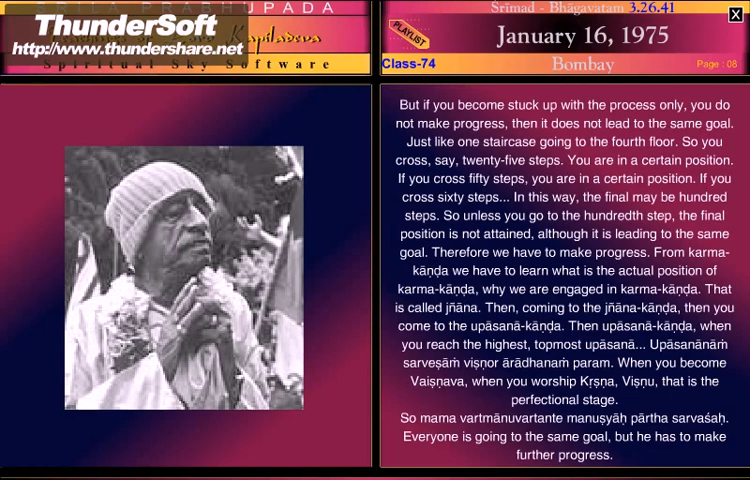 SRILA PRABHUPADA
ThunderSoft
http://www.thundershare.net
Kapiladeva
Spiritual Sky Software
Śrīmad - Bhāgavatam 3.26.41
X
PLAYLIST
January 16, 1975
Class-74
Bombay
Page : 08
But if you become stuck up with the process only, you do
not make progress, then it does not lead to the same goal.
Just like one staircase going to the fourth floor. So you
cross, say, twenty-five steps. You are in a certain position.
If you cross fifty steps, you are in a certain position. If you
cross sixty steps... In this way, the final may be hundred
steps. So unless you go to the hundredth step, the final
position is not attained, although it is leading to the same
goal. Therefore we have to make progress. From karma-
kāṇḍa we have to learn what is the actual position of
karma-kāṇḍa, why we are engaged in karma-kāṇḍa. That
is called jñāna. Then, coming to the jñāna-kāṇḍa, then you
come to the upāsanā-kāṇḍa. Then upāsanā-kāṇḍa, when
you reach the highest, topmost upāsanā... Upāsanānāṁ
sarveṣāṁ viṣṇor ārādhanaṁ param. When you become
Vaiṣṇava, when you worship Kṛṣṇa, Viṣṇu, that is the
perfectional stage.
So mama vartmānuvartante manuṣyāḥ pārtha sarvaśaḥ.
Everyone is going to the same goal, but he has to make
further progress.